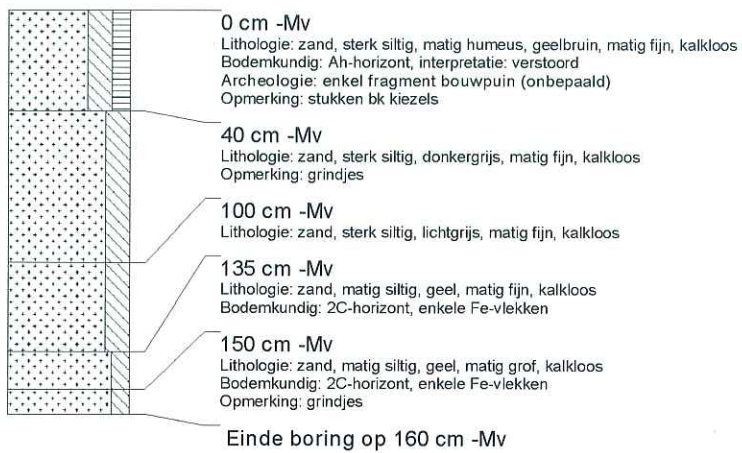 0 cm -Mv
Lithologie: zand, sterk siltig, matig humeus, geelbruin, matig fijn, kalkloos
Bodemkundig: Ah-horizont, interpretatie: verstoord
Archeologie: enkel fragment bouwpuin (onbepaald)
Opmerking: stukken bk kiezels
40 cm -Mv
Lithologie: zand, sterk siltig, donkergrijs, matig fijn, kalkloos
Opmerking: grindjes
100 cm -Mv
Lithologie: zand, sterk siltig, lichtgrijs, matig fijn, kalkloos
135 cm -Mv
Lithologie: zand, matig siltig, geel, matig fijn, kalkloos
Bodemkundig: 2C-horizont, enkele Fe-vlekken
150 cm -Mv
Lithologie: zand, matig siltig, geel, matig grof, kalkloos
Bodemkundig: 2C-horizont, enkele Fe-vlekken
Opmerking: grindjes
Einde boring op 160 cm -Mv